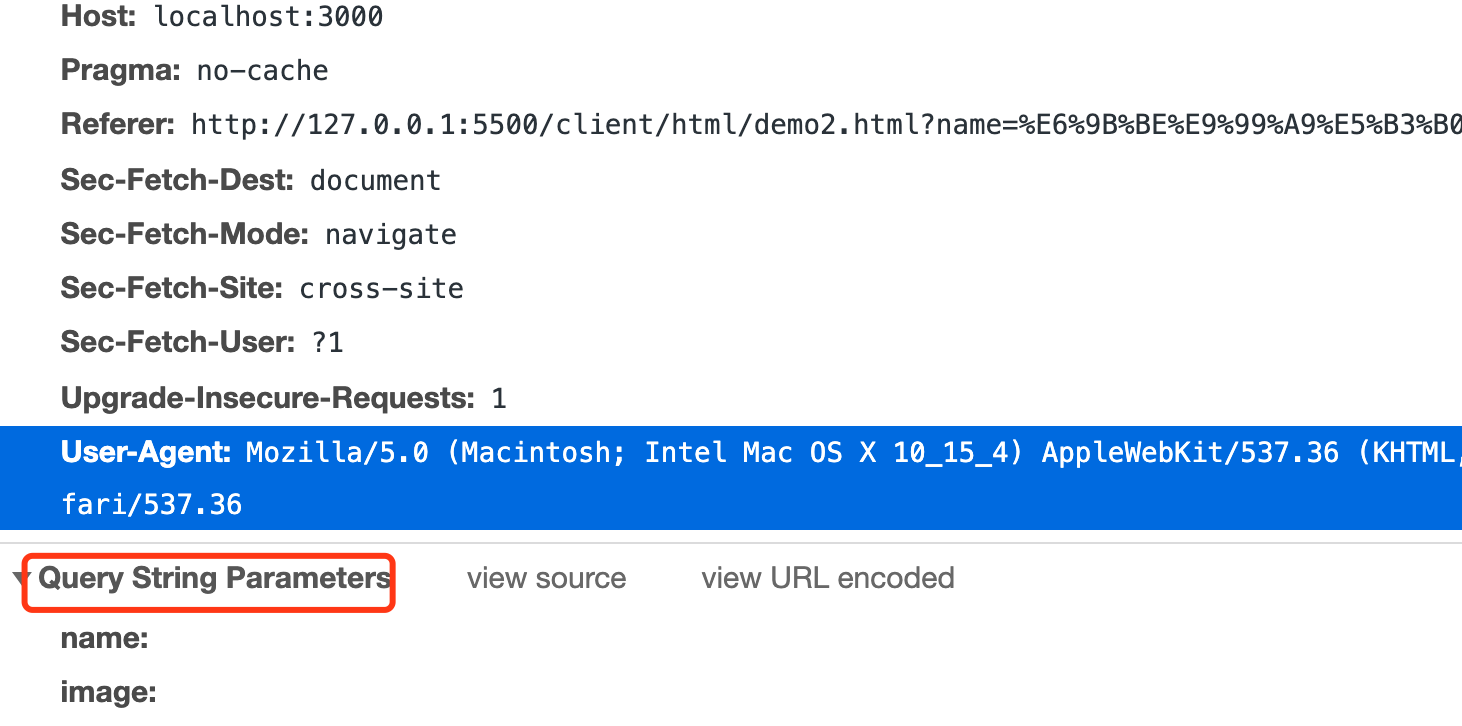 Host: localhost:3000
Pragma: no-cache
Referer: http://127.0.0.1:5500/client/html/demo2.html?name=%E6%9B%BE%E9%99%A9%E5%B3%B0
Sec-Fetch-Dest: document
Sec-Fetch-Mode: navigate
Sec-Fetch-Site: cross-site
Sec-Fetch-User: ?1
Upgrade-Insecure-Requests: 1
User-Agent: Mozilla/5.0 (Macintosh; Intel Mac OS X 10_15_4) AppleWebKit/537.36 (KHTML,
fari/537.36
Query String Parameters view source view URL encoded
name:
image: